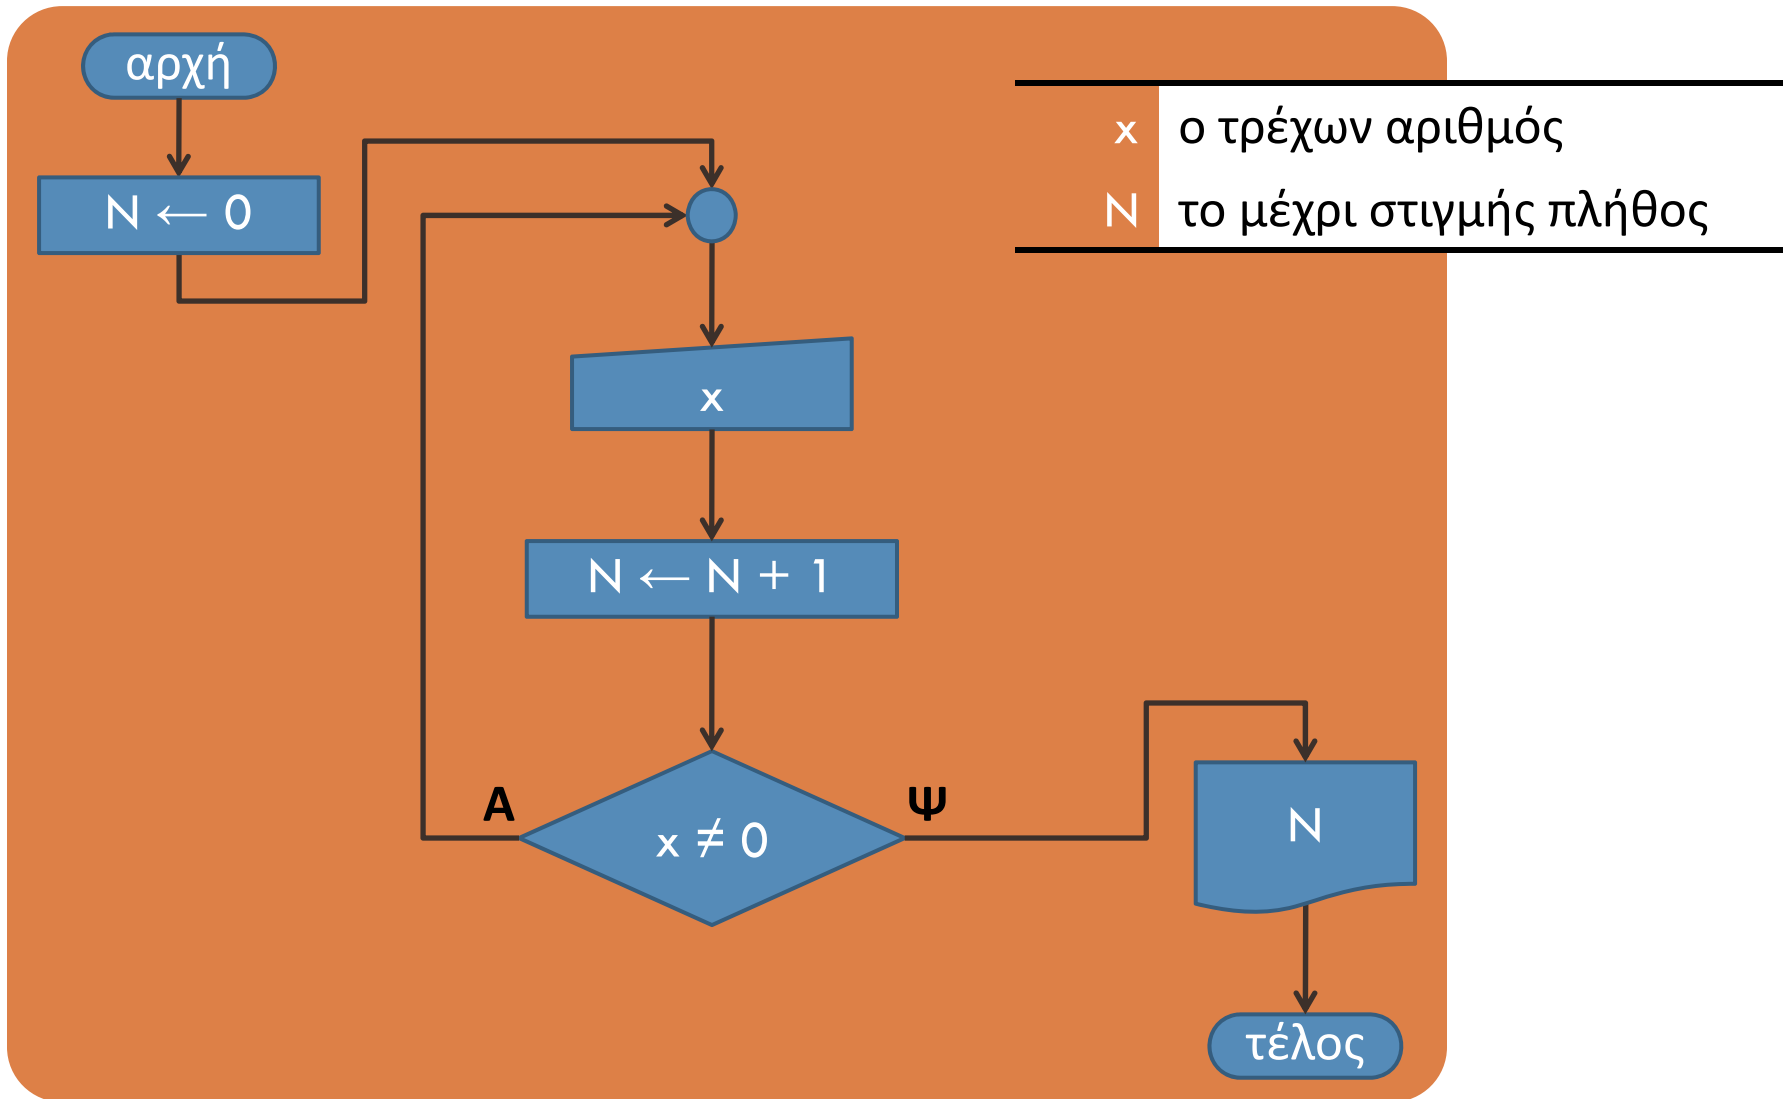 αρχή
N ← 0
x ο τρέχων αριθμός
N το μέχρι στιγμής πλήθος
x
N ← N + 1
Α
Ψ
x ≠ 0
N
τέλος